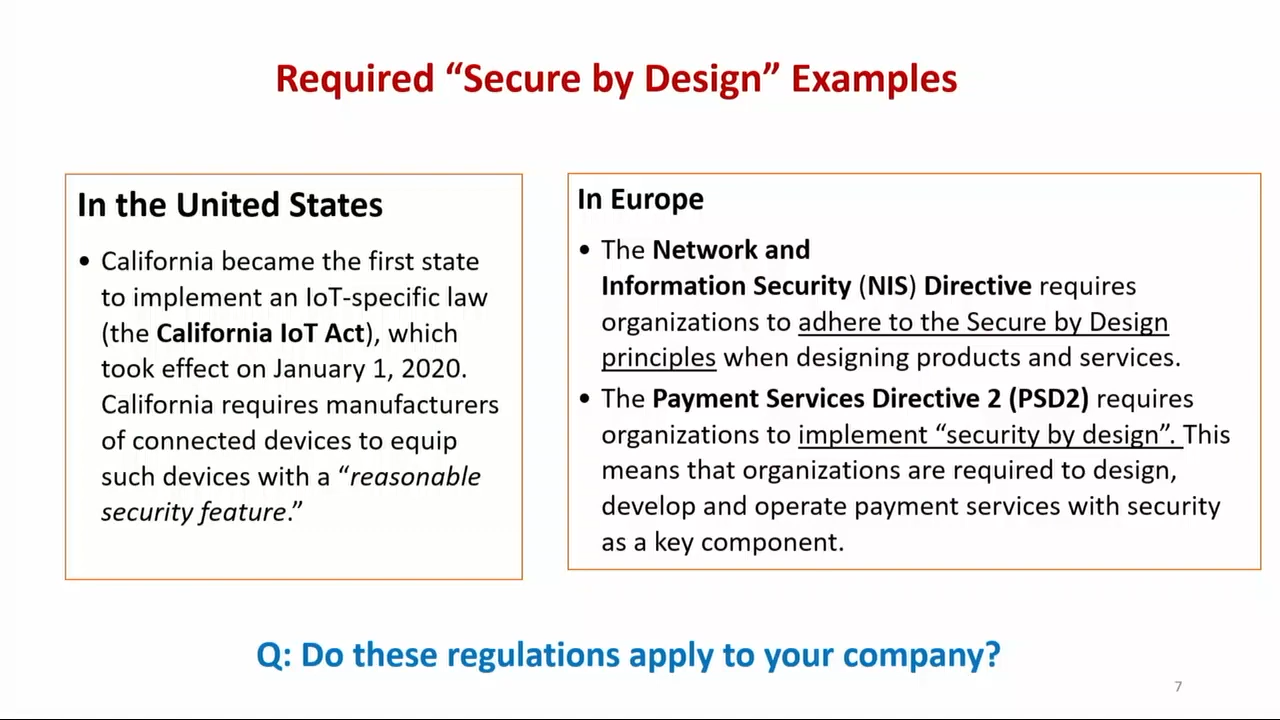 Required “Secure by Design” Examples
In the United States
• California became the first state
to implement an IoT-specific law
(the California IoT Act), which
took effect on January 1, 2020.
California requires manufacturers
of connected devices to equip
such devices with a “reasonable
security feature.”
In Europe
• The Network and
Information Security (NIS) Directive requires
organizations to adhere to the Secure by Design
principles when designing products and services.
• The Payment Services Directive 2 (PSD2) requires
organizations to implement “security by design”. This
means that organizations are required to design,
develop and operate payment services with security
as a key component.
Q: Do these regulations apply to your company?
7